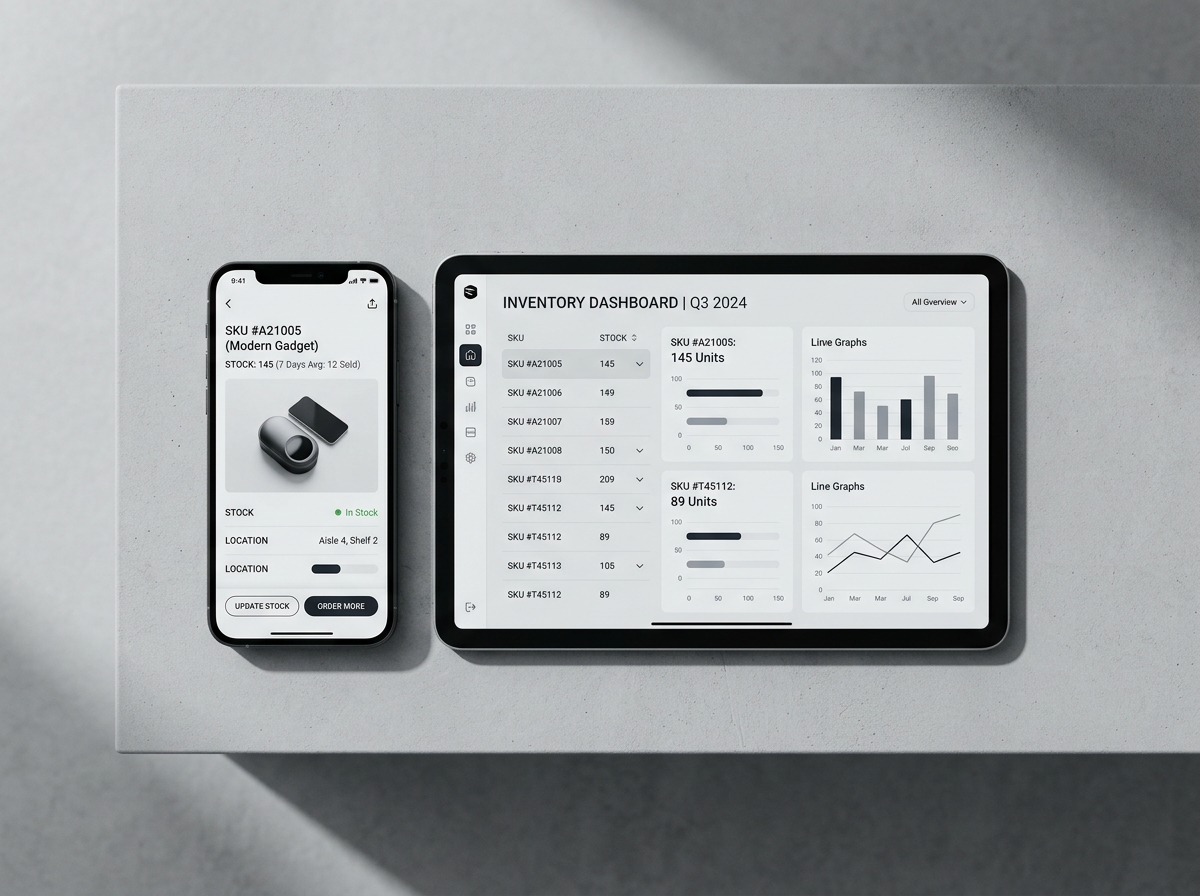 9:41
SKU #A21005
(Modern Gadget)
STOCK: 145 (7 Days Avg: 12 Seld)
STOCK
In Stock
LOCATION
Aisle 4, Shelf 2
LOCATION
UPDATE STOCK
ORDER MORE
INVENTORY DASHBOARD | Q3 2024
All Gverview
SKU STOCK
SKU #A21005 145
SKU #A21006 149
SKU #A21007 159
SKU #A21008 150
SKU #T45119 209
SKU #T45112 145
SKU #T45112 89
SKU #T45113 105
SKU #T45112 89
SKU #A21005:
145 Units
100
50
0
0 50 100 150
Linve Graphs
120
100
80
60
40
20
0
Jan Mar Mar Jol Sep Seo
SKU #T45112:
89 Units
100
50
0
0 50 100 150
Line Graphs
100
80
60
40
20
0
Jan Mar Mar Jul Sep Sep